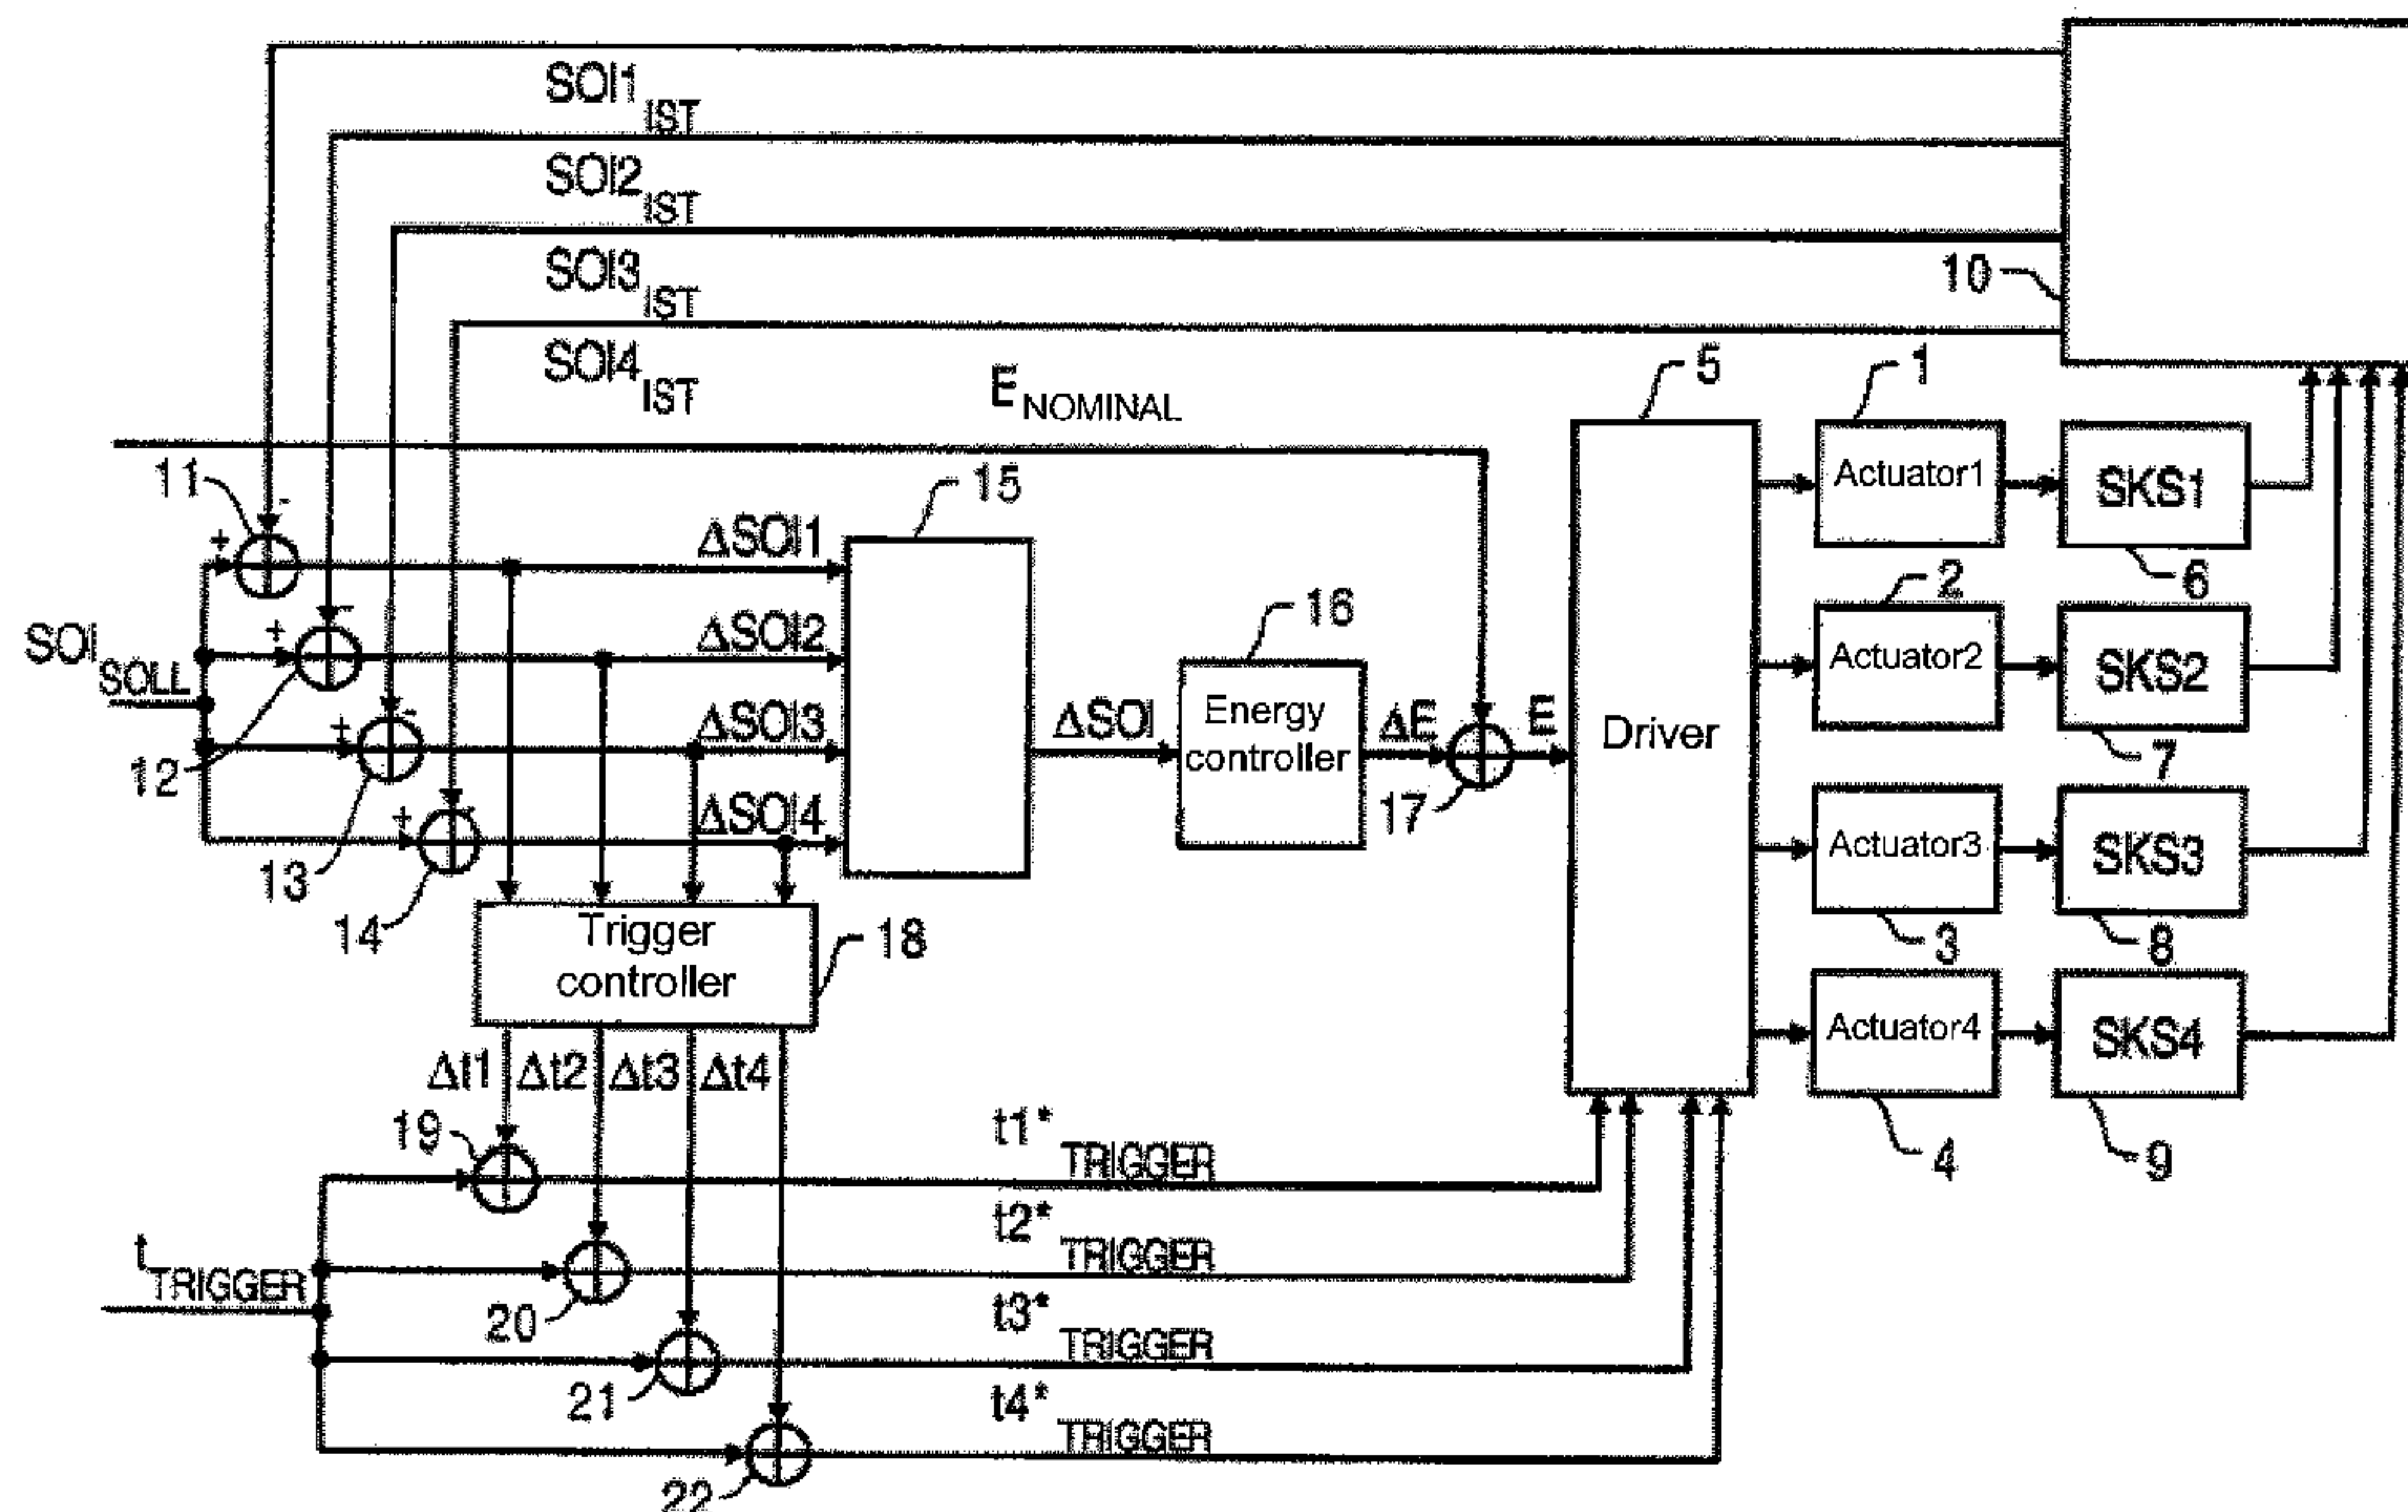 SOI1IST
SOI2IST
SOI3IST
10
SOI4IST
ENOMINAL
5
1
11
-
15
Actuator1
SKS1
+
ΔSOI1
6
2
16
-
+
ΔSOI2
SOISOLL
Actuator2
SKS2
-
+
ΔSOI3
ΔSOI
Energy
controller
ΔE
E
Driver
12
7
17
-
+
ΔSOI4
13
Actuator3
SKS3
14
Trigger
controller
18
3
8
Actuator4
SKS4
Δt1
Δt2
Δt3
Δt4
19
t1*TRIGGER
4
9
t2*TRIGGER
tTRIGGER
20
t3*TRIGGER
21
t4*TRIGGER
22